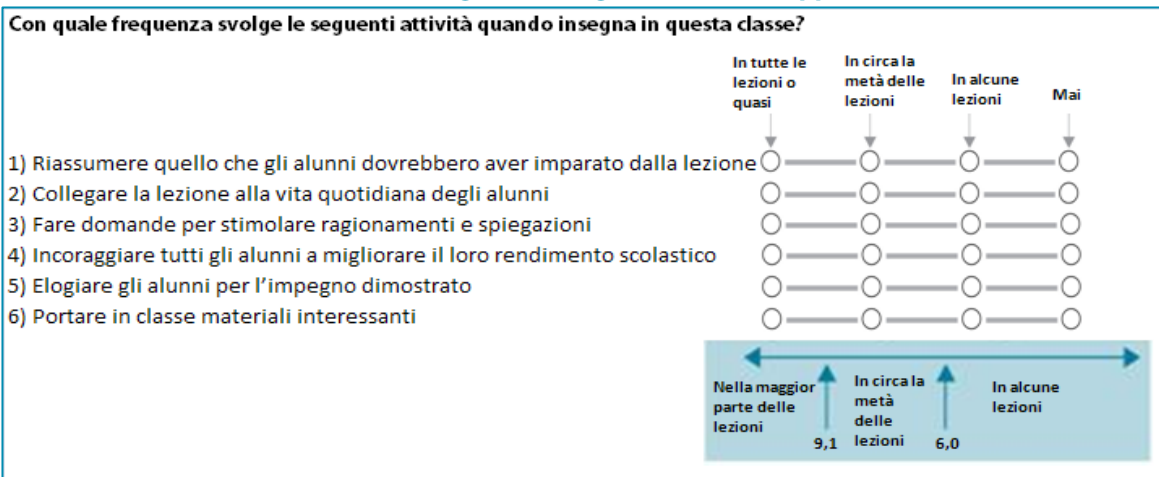 Con quale frequenza svolge le seguenti attività quando insegna in questa classe?
In tutte le
lezioni o
quasi
In circa la
metà delle
lezioni
In alcune
lezioni
Mai
1) Riassumere quello che gli alunni dovrebbero aver imparato dalla lezione
2) Collegare la lezione alla vita quotidiana degli alunni
3) Fare domande per stimolare ragionamenti e spiegazioni
4) Incoraggiare tutti gli alunni a migliorare il loro rendimento scolastico
5) Elogiare gli alunni per l'impegno dimostrato
6) Portare in classe materiali interessanti
Nella maggior
parte delle
lezioni
9,1
In circa la
metà
delle
lezioni
6,0
In alcune
lezioni